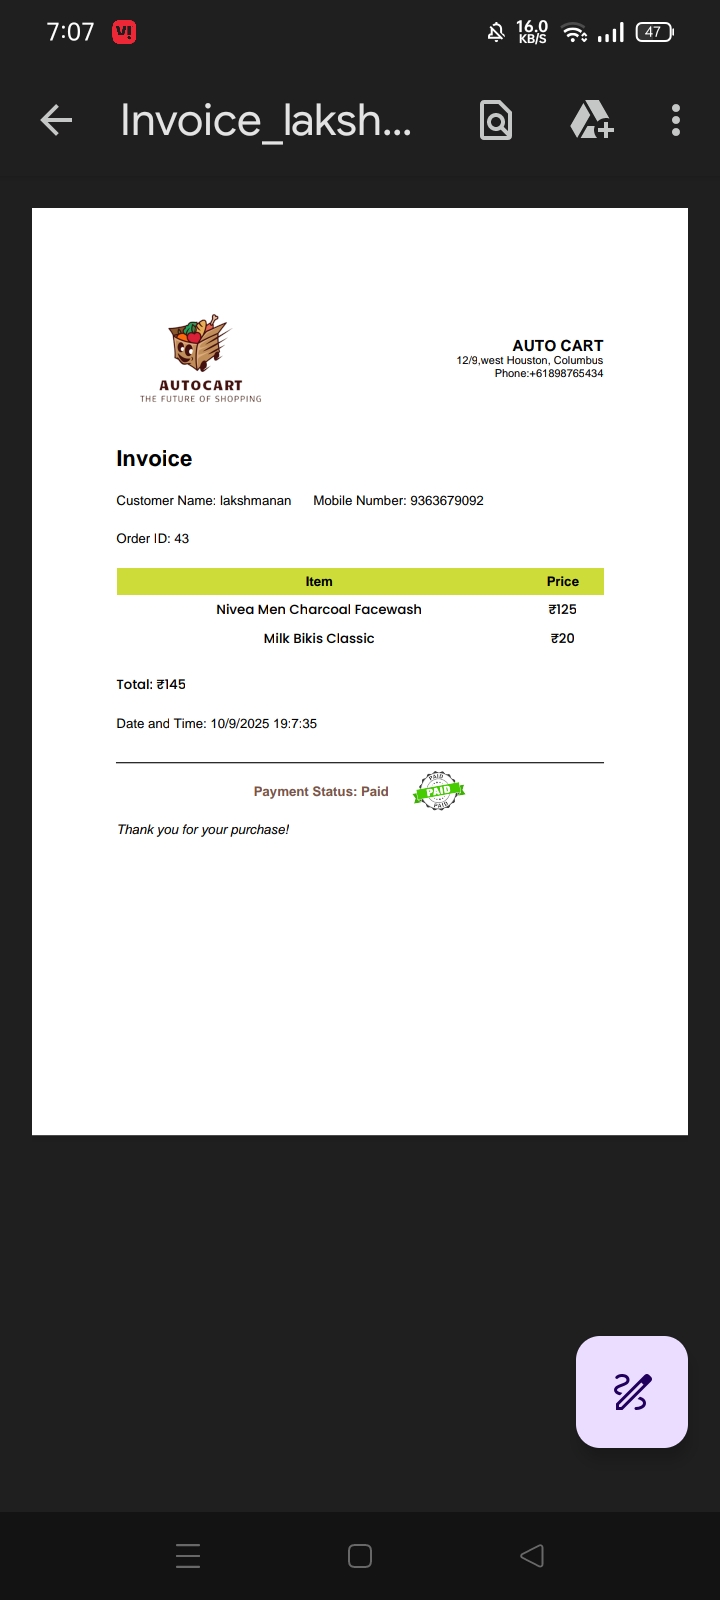 7:07 V! 16.0 KB/S 47
Invoice_laksh...
AUTOCART
THE FUTURE OF SHOPPING
AUTO CART
12/9,west Houston, Columbus
Phone:+61898765434
Invoice
Customer Name: lakshmanan Mobile Number: 9363679092
Order ID: 43
Item Price
Nivea Men Charcoal Facewash ₹125
Milk Bikis Classic ₹20
Total: ₹145
Date and Time: 10/9/2025 19:7:35
Payment Status: Paid
PAID
PAID
PAID
Thank you for your purchase!